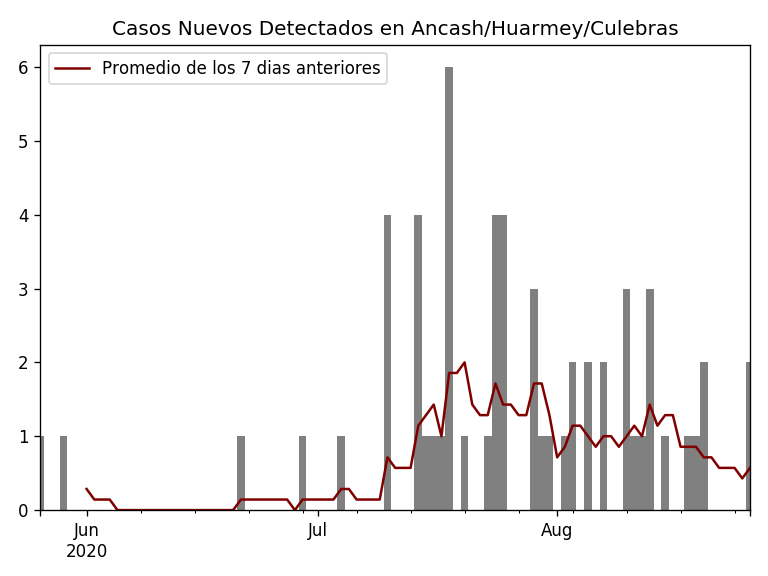 Casos Nuevos Detectados en Ancash/Huarmey/Culebras
Promedio de los 7 dias anteriores
6
5
4
3
2
1
0
Jun
2020
Jul
Aug